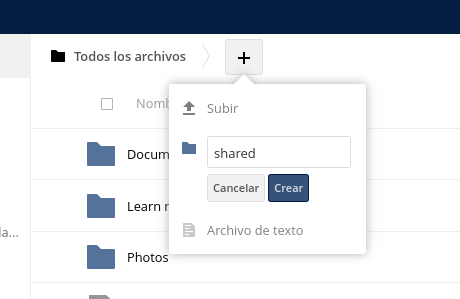 Todos los archivos
+
Subir
shared
Cancelar Crear
Archivo de texto
Photos